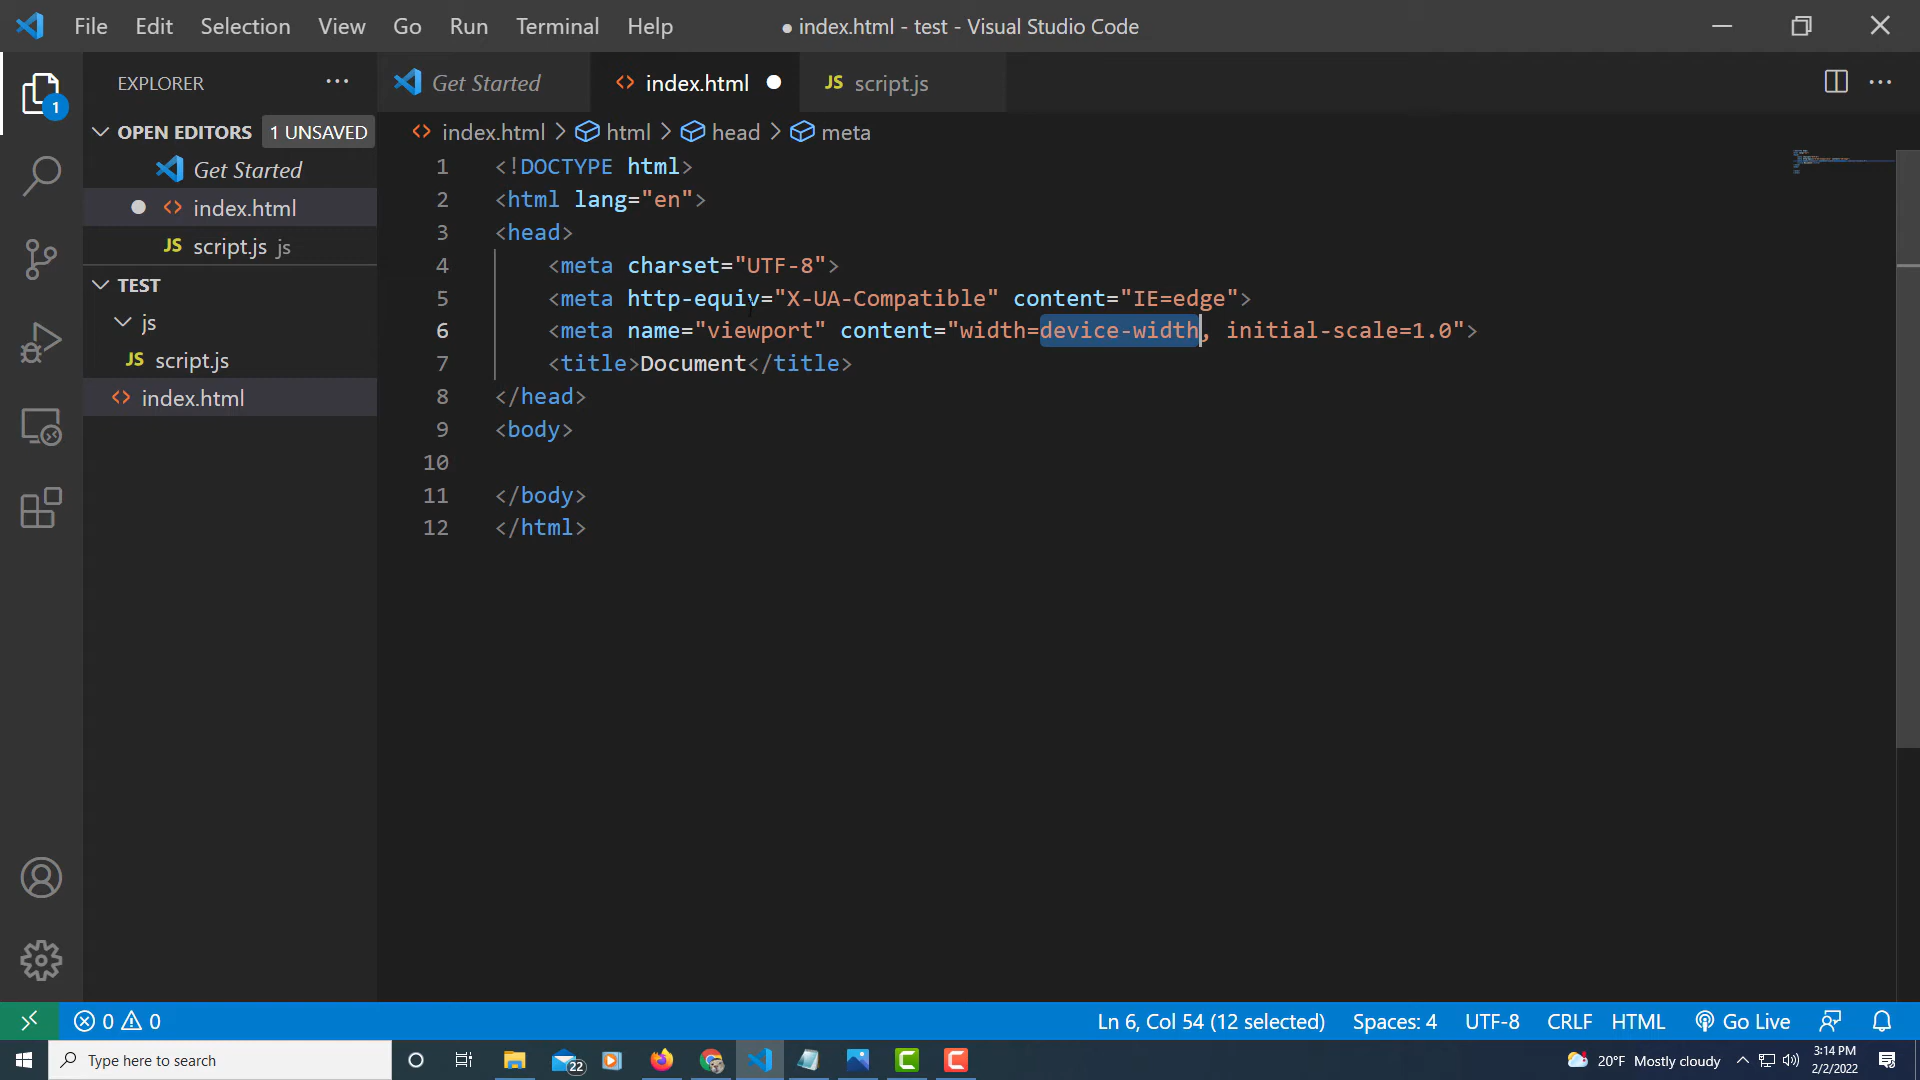 File Edit Selection View Go Run Terminal Help ● index.html - test - Visual Studio Code
EXPLORER ···
Get Started index.html script.js
OPEN EDITORS 1 UNSAVED
index.html > html > head > meta
Get Started
index.html
script.js js
TEST
js
script.js
index.html
1 <!DOCTYPE html>
2 <html lang="en">
3 <head>
4 <meta charset="UTF-8">
5 <meta http-equiv="X-UA-Compatible" content="IE=edge">
6 <meta name="viewport" content="width=device-width, initial-scale=1.0">
7 <title>Document</title>
8 </head>
9 <body>
10
11 </body>
12 </html>
1
0 0 Ln 6, Col 54 (12 selected) Spaces: 4 UTF-8 CRLF HTML Go Live
Type here to search 22 20°F Mostly cloudy 3:14 PM
2/2/2022